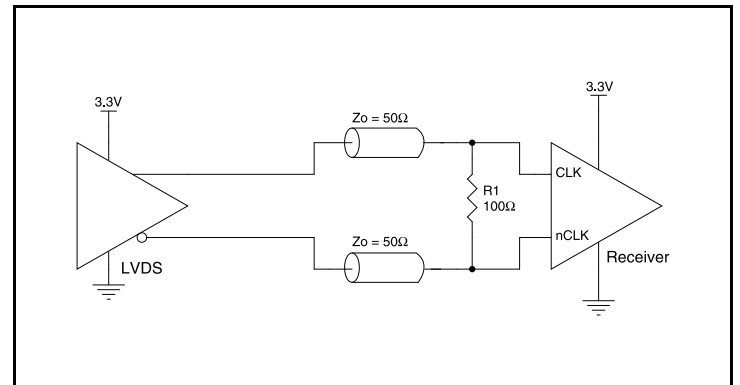 3.3V
3.3V
Zo = 50Ω
CLK
R1
100Ω
nCLK
Zo = 50Ω
LVDS
Receiver